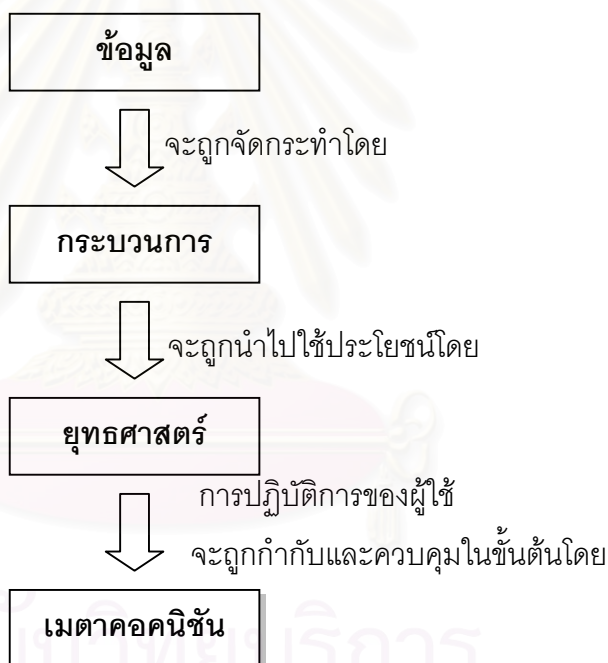 ข้อมูล
จะถูกจัดกระทำโดย
กระบวนการ
จะถูกนำไปใช้ประโยชน์โดย
ยุทธศาสตร์
การปฏิบัติการของผู้ใช้
จะถูกกำกับและควบคุมในขั้นต้นโดย
เมตาคอคนิชัน